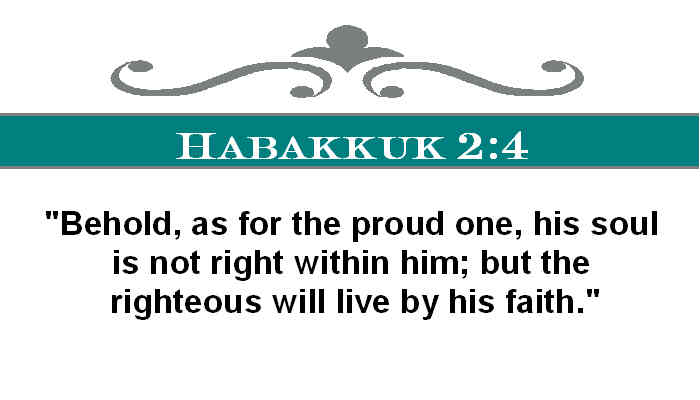 Habakkuk 2:4
"Behold, as for the proud one, his soul
is not right within him; but the
righteous will live by his faith."